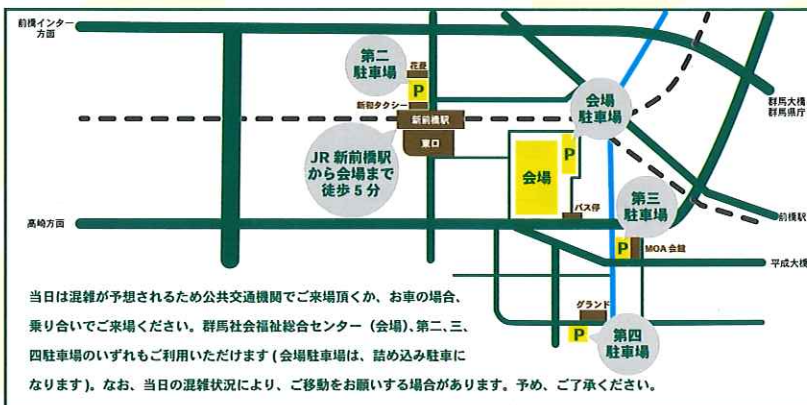 前橋インター
方面
第二
駐車場
花菱
P
新和タクシー
新前橋駅
東口
JR 新前橋駅
から会場まで
徒歩 5 分
会場
駐車場
P
会場
群馬大橋
群馬県庁
バス停
第三
駐車場
前橋駅
P
MOA 会館
高崎方面
平成大橋
グランド
P
第四
駐車場
当日は混雑が予想されるため公共交通機関でご来場頂くか、お車の場合、
乗り合いでご来場ください。群馬社会福祉総合センター（会場）、第二、三、
四駐車場のいずれもご利用いただけます ( 会場駐車場は、詰め込み駐車に
なります )。なお、当日の混雑状況により、ご移動をお願いする場合があります。予め、ご了承ください。